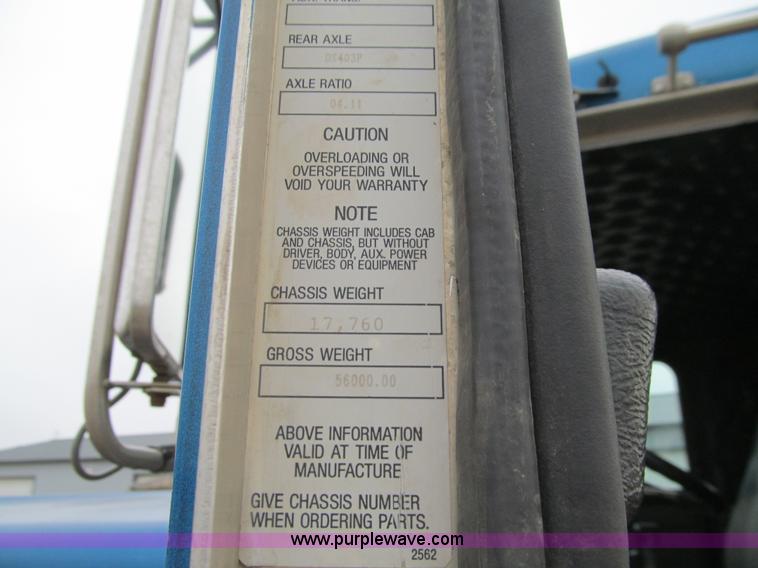 REAR AXLE
DS403P
AXLE RATIO
04.11
CAUTION
OVERLOADING OR
OVERSPEEDING WILL
VOID YOUR WARRANTY
NOTE
CHASSIS WEIGHT INCLUDES CAB
AND CHASSIS, BUT WITHOUT
DRIVER, BODY, AUX. POWER
DEVICES OR EQUIPMENT
CHASSIS WEIGHT
17,760
GROSS WEIGHT
56000.00
ABOVE INFORMATION
VALID AT TIME OF
MANUFACTURE
GIVE CHASSIS NUMBER
WHEN ORDERING PARTS.
www.purplewave.com
2562